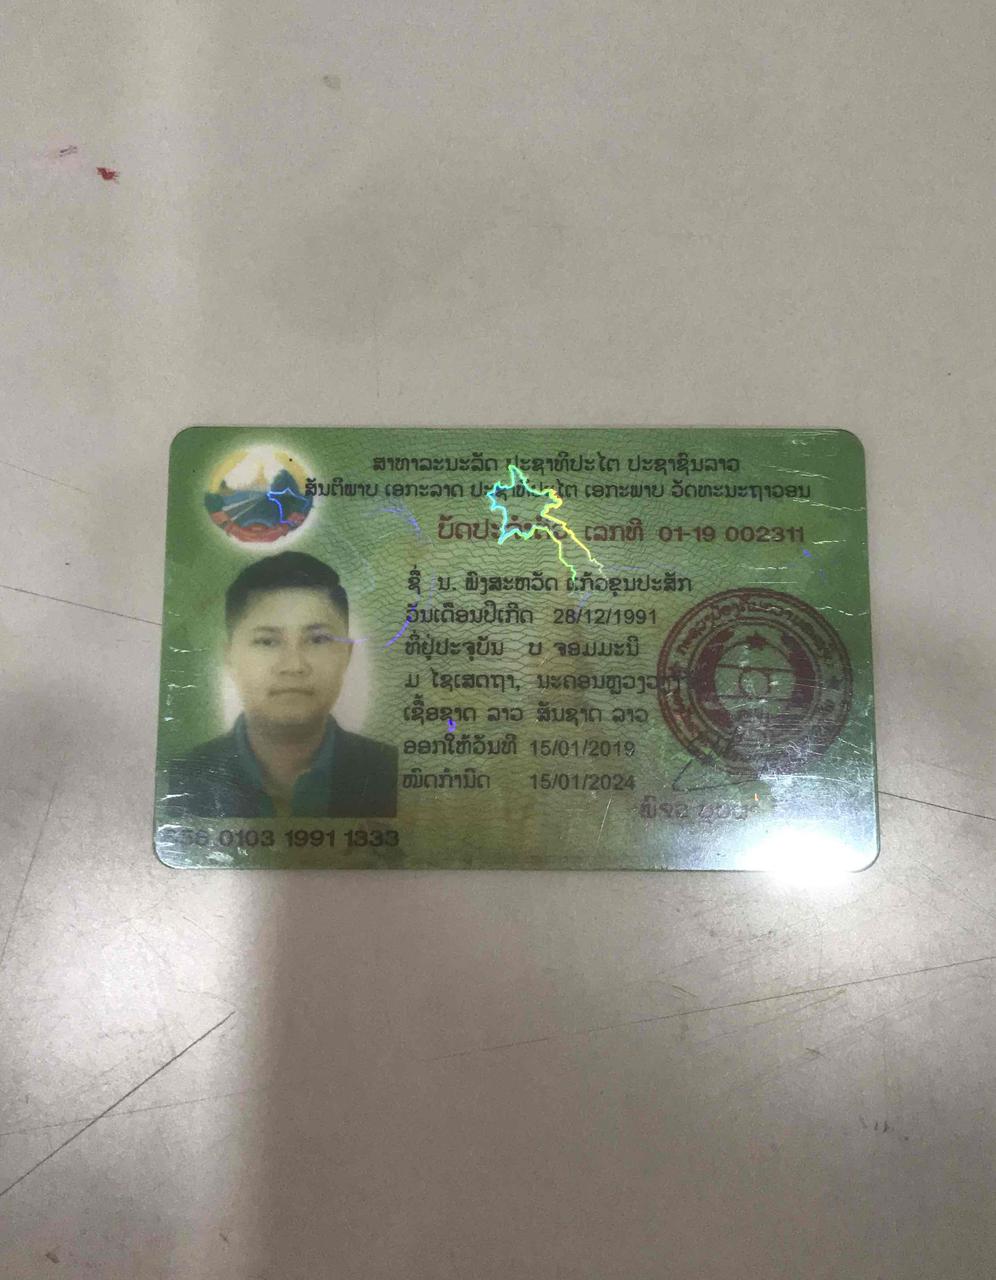 ສາທາລະນະລັດ ປະຊາທິປະໄຕ ປະຊາຊົນລາວ
ສັນຕິພາບ ເອກະລາດ ປະຊາທິປະໄຕ ເອກະພາບ ວັດທະນະຖາວອນ
ບັດປະຈຳຕົວ ເລກທີ 01-19 002311
ຊື່ ນ. ພົງສະຫວັດ ແກ້ວຂຸນປະສັກ
ວັນເດືອນປີເກີດ 28/12/1991
ທີ່ຢູ່ປະຈຸບັນ ບ ຈອມມະນີ
ມ ໄຊເສດຖາ, ນະຄອນຫຼວງວຽງ
ເຊື້ອຊາດ ລາວ ສັນຊາດ ລາວ
ອອກໃຫ້ວັນທີ 15/01/2019
ໝົດກຳນົດ 15/01/2024
0103 1991 1333